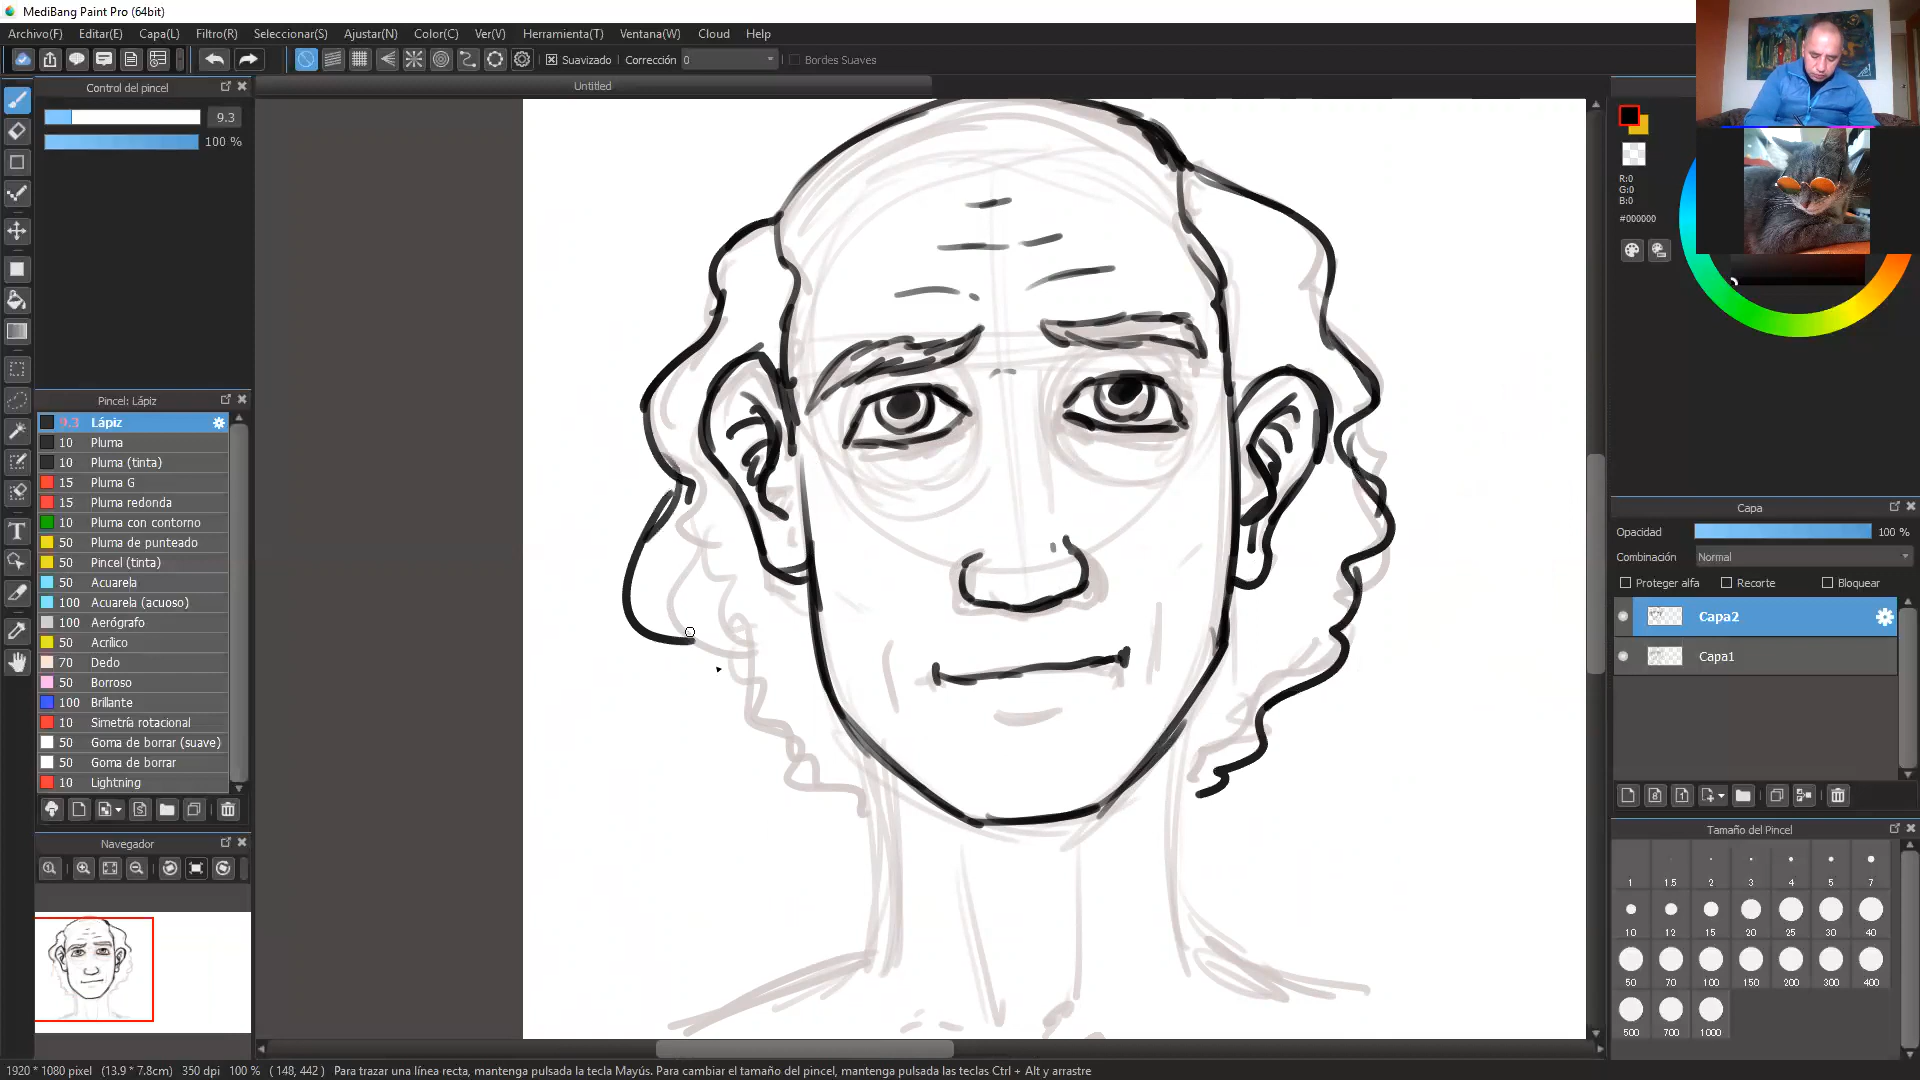 MediBang Paint Pro (64bit)
Archivo(F) Editar(E) Capa(L) Filtro(R) Seleccionar(S) Ajustar(N) Color(C) Ver(V) Herramienta(T) Ventana(W) Cloud Help
Suavizado Corrección 0 Bordes Suaves
Control del pincel
Untitled
9.3
100 %
R:0
G:0
B:0
#000000
Pincel: Lápiz
9.3 Lápiz
10 Pluma
10 Pluma (tinta)
15 Pluma G
15 Pluma redonda
10 Pluma con contorno
50 Pluma de punteado
50 Pincel (tinta)
50 Acuarela
100 Acuarela (acuoso)
100 Aerógrafo
50 Acrílico
70 Dedo
50 Borroso
100 Brillante
10 Simetría rotacional
50 Goma de borrar (suave)
50 Goma de borrar
10 Lightning
Capa
Opacidad 100 %
Combinación Normal
Proteger alfa Recorte Bloquear
Capa2
Capa1
Navegador
Tamaño del Pincel
1 1.5 2 3 4 5 7
10 12 15 20 25 30 40
50 70 100 150 200 300 400
500 700 1000
1920 * 1080 pixel (13.9 * 7.8cm) 350 dpi 100 % ( 148, 442 ) Para trazar una línea recta, mantenga pulsada la tecla Mayús. Para cambiar el tamaño del pincel, mantenga pulsadas las teclas Ctrl + Alt y arrastre